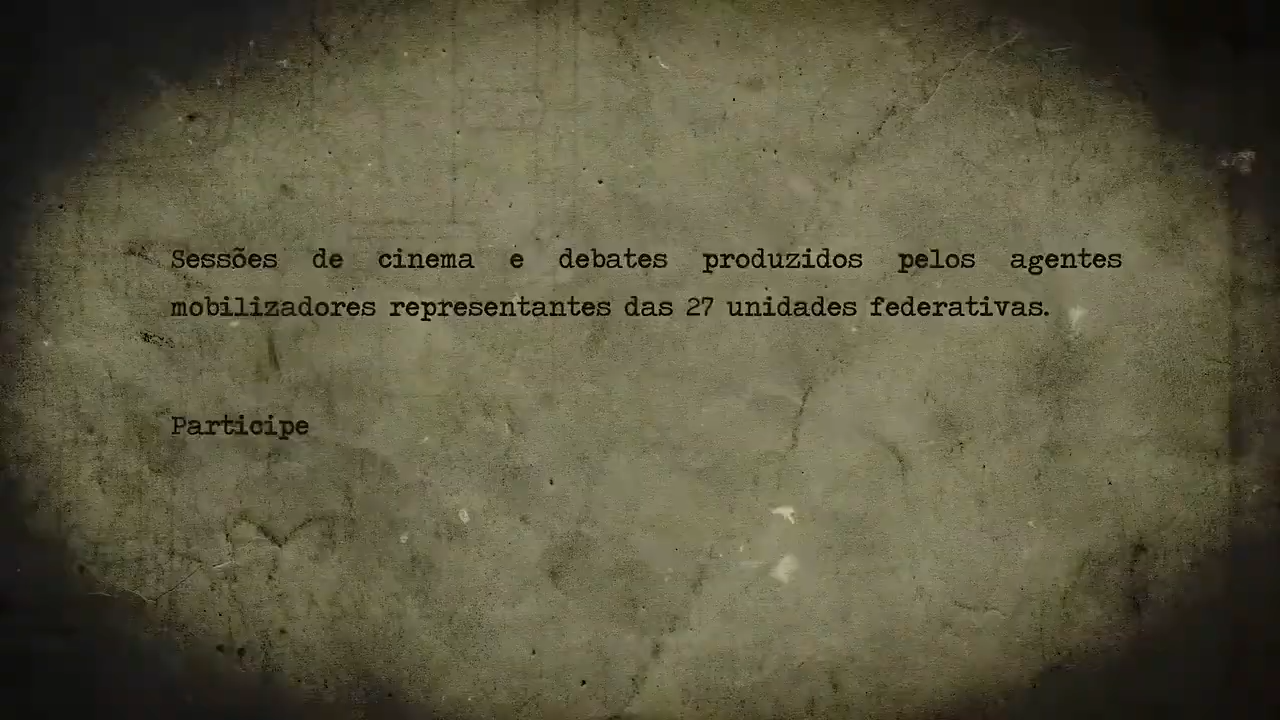 Sessões de cinema e debates produzidos pelos agentes
mobilizadores representantes das 27 unidades federativas.
Participe